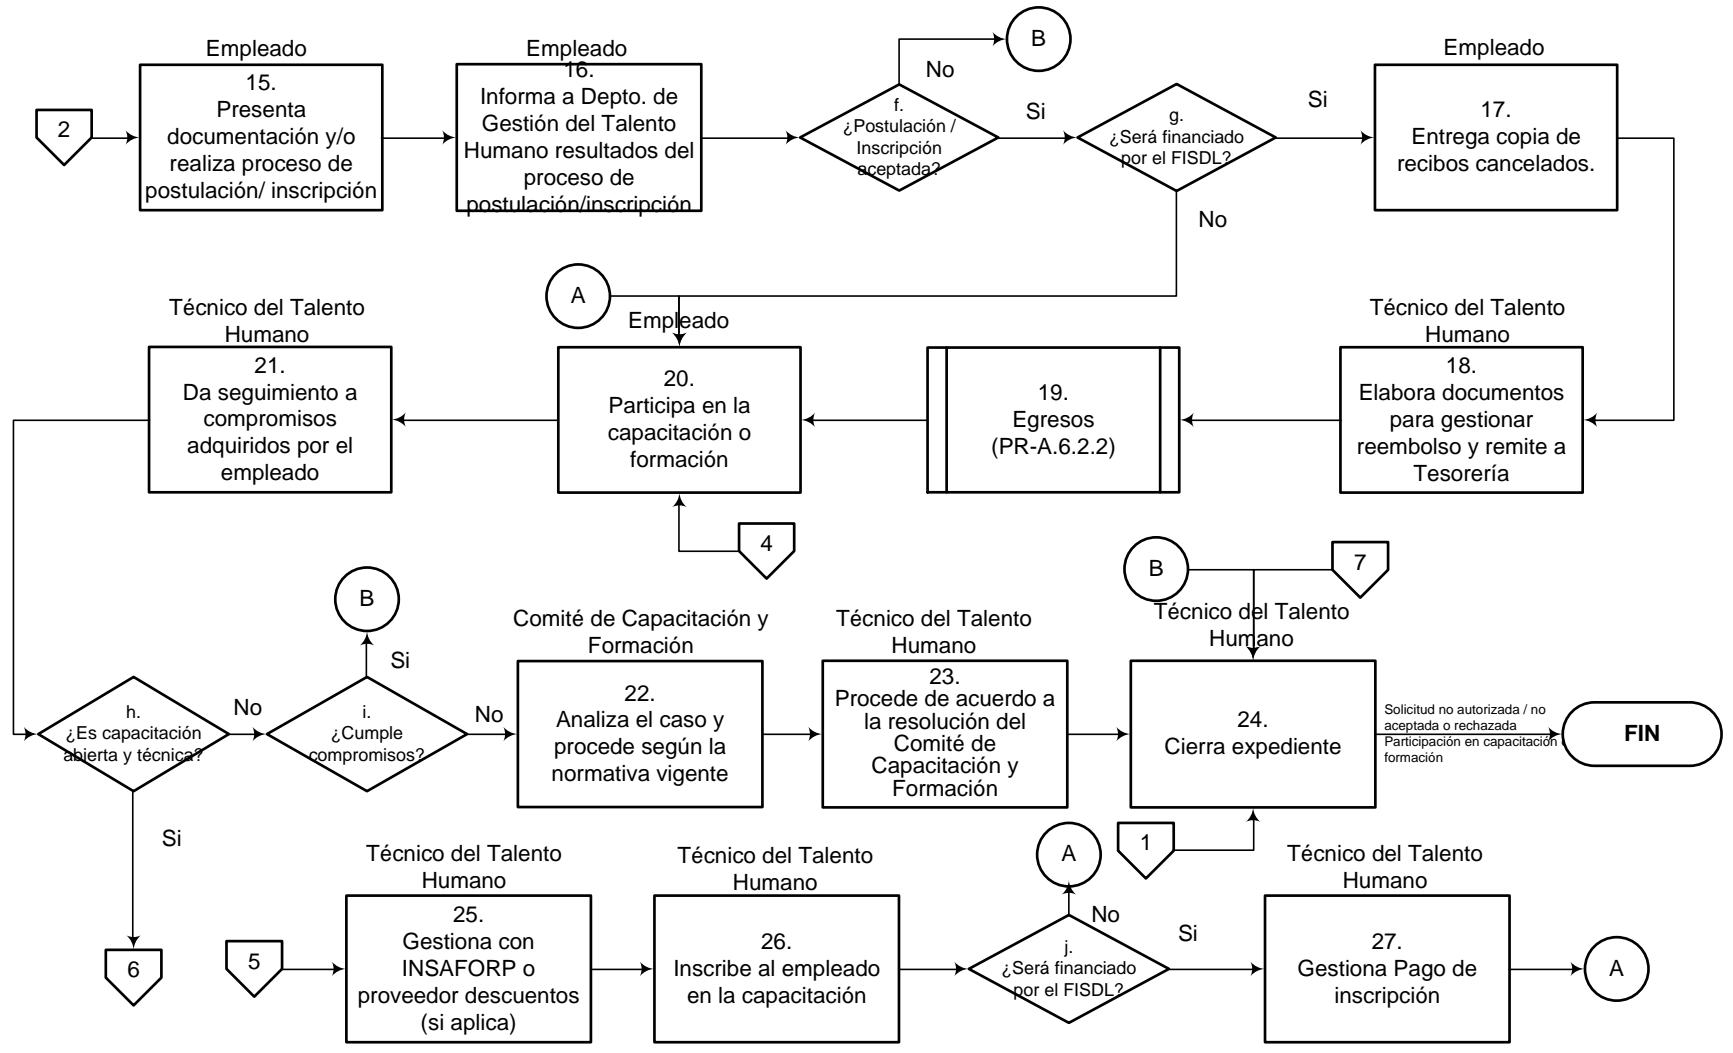 2
Empleado
15.
Presenta
documentación y/o
realiza proceso de
postulación/ inscripción
Empleado
16.
Informa a Depto. de
Gestión del Talento
Humano resultados del
proceso de
postulación/inscripción
f.
¿Postulación /
Inscripción
aceptada?
No
B
Si
g.
¿Será financiado
por el FISDL?
Si
No
Empleado
17.
Entrega copia de
recibos cancelados.
Técnico del Talento
Humano
21.
Da seguimiento a
compromisos
adquiridos por el
empleado
A
Empleado
20.
Participa en la
capacitación o
formación
4
19.
Egresos
(PR-A.6.2.2)
Técnico del Talento
Humano
18.
Elabora documentos
para gestionar
reembolso y remite a
Tesorería
h.
¿Es capacitación
abierta y técnica?
No
Si
6
B
Si
i.
¿Cumple
compromisos?
No
Comité de Capacitación y
Formación
22.
Analiza el caso y
procede según la
normativa vigente
Técnico del Talento
Humano
23.
Procede de acuerdo a
la resolución del
Comité de
Capacitación y
Formación
B
7
Técnico del Talento
Humano
24.
Cierra expediente
1
Solicitud no autorizada / no
aceptada o rechazada
Participación en capacitación
formación
FIN
5
Técnico del Talento
Humano
25.
Gestiona con
INSAFORP o
proveedor descuentos
(si aplica)
Técnico del Talento
Humano
26.
Inscribe al empleado
en la capacitación
A
No
j.
¿Será financiado
por el FISDL?
Si
Técnico del Talento
Humano
27.
Gestiona Pago de
inscripción
A